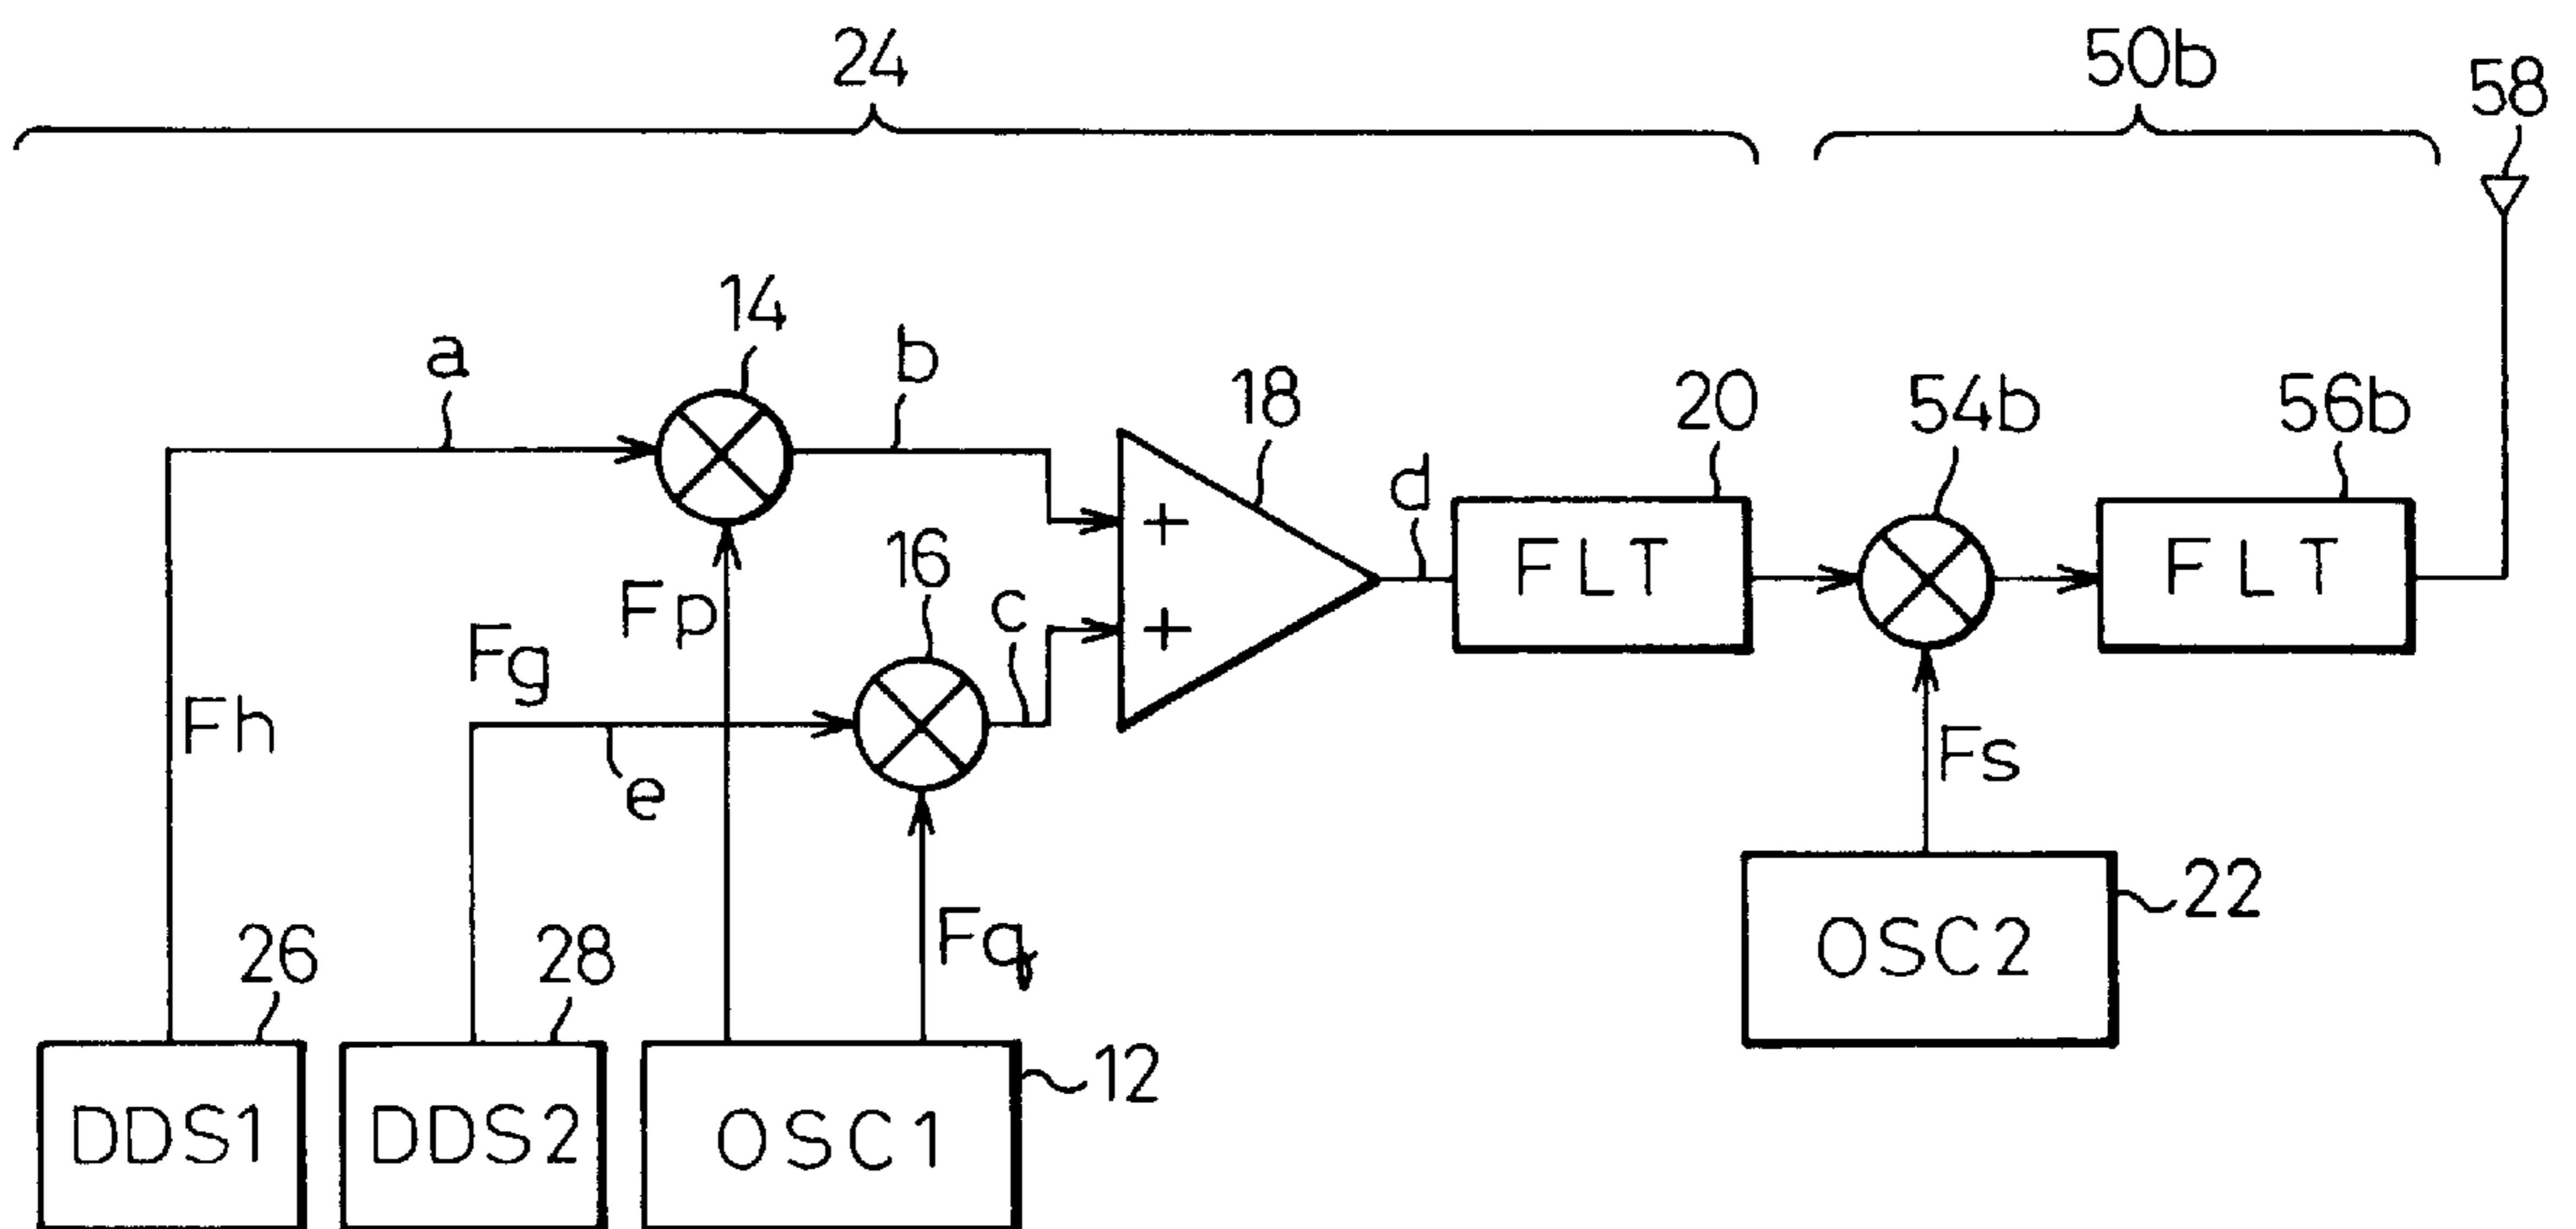 24
50b
58
14
a
b
18
20
54b
56b
d
+
FLT
FLT
16
Fp
c
+
Fg
Fh
e
Fs
Fq
22
OSC2
26
28
12
DDS1
DDS2
OSC1